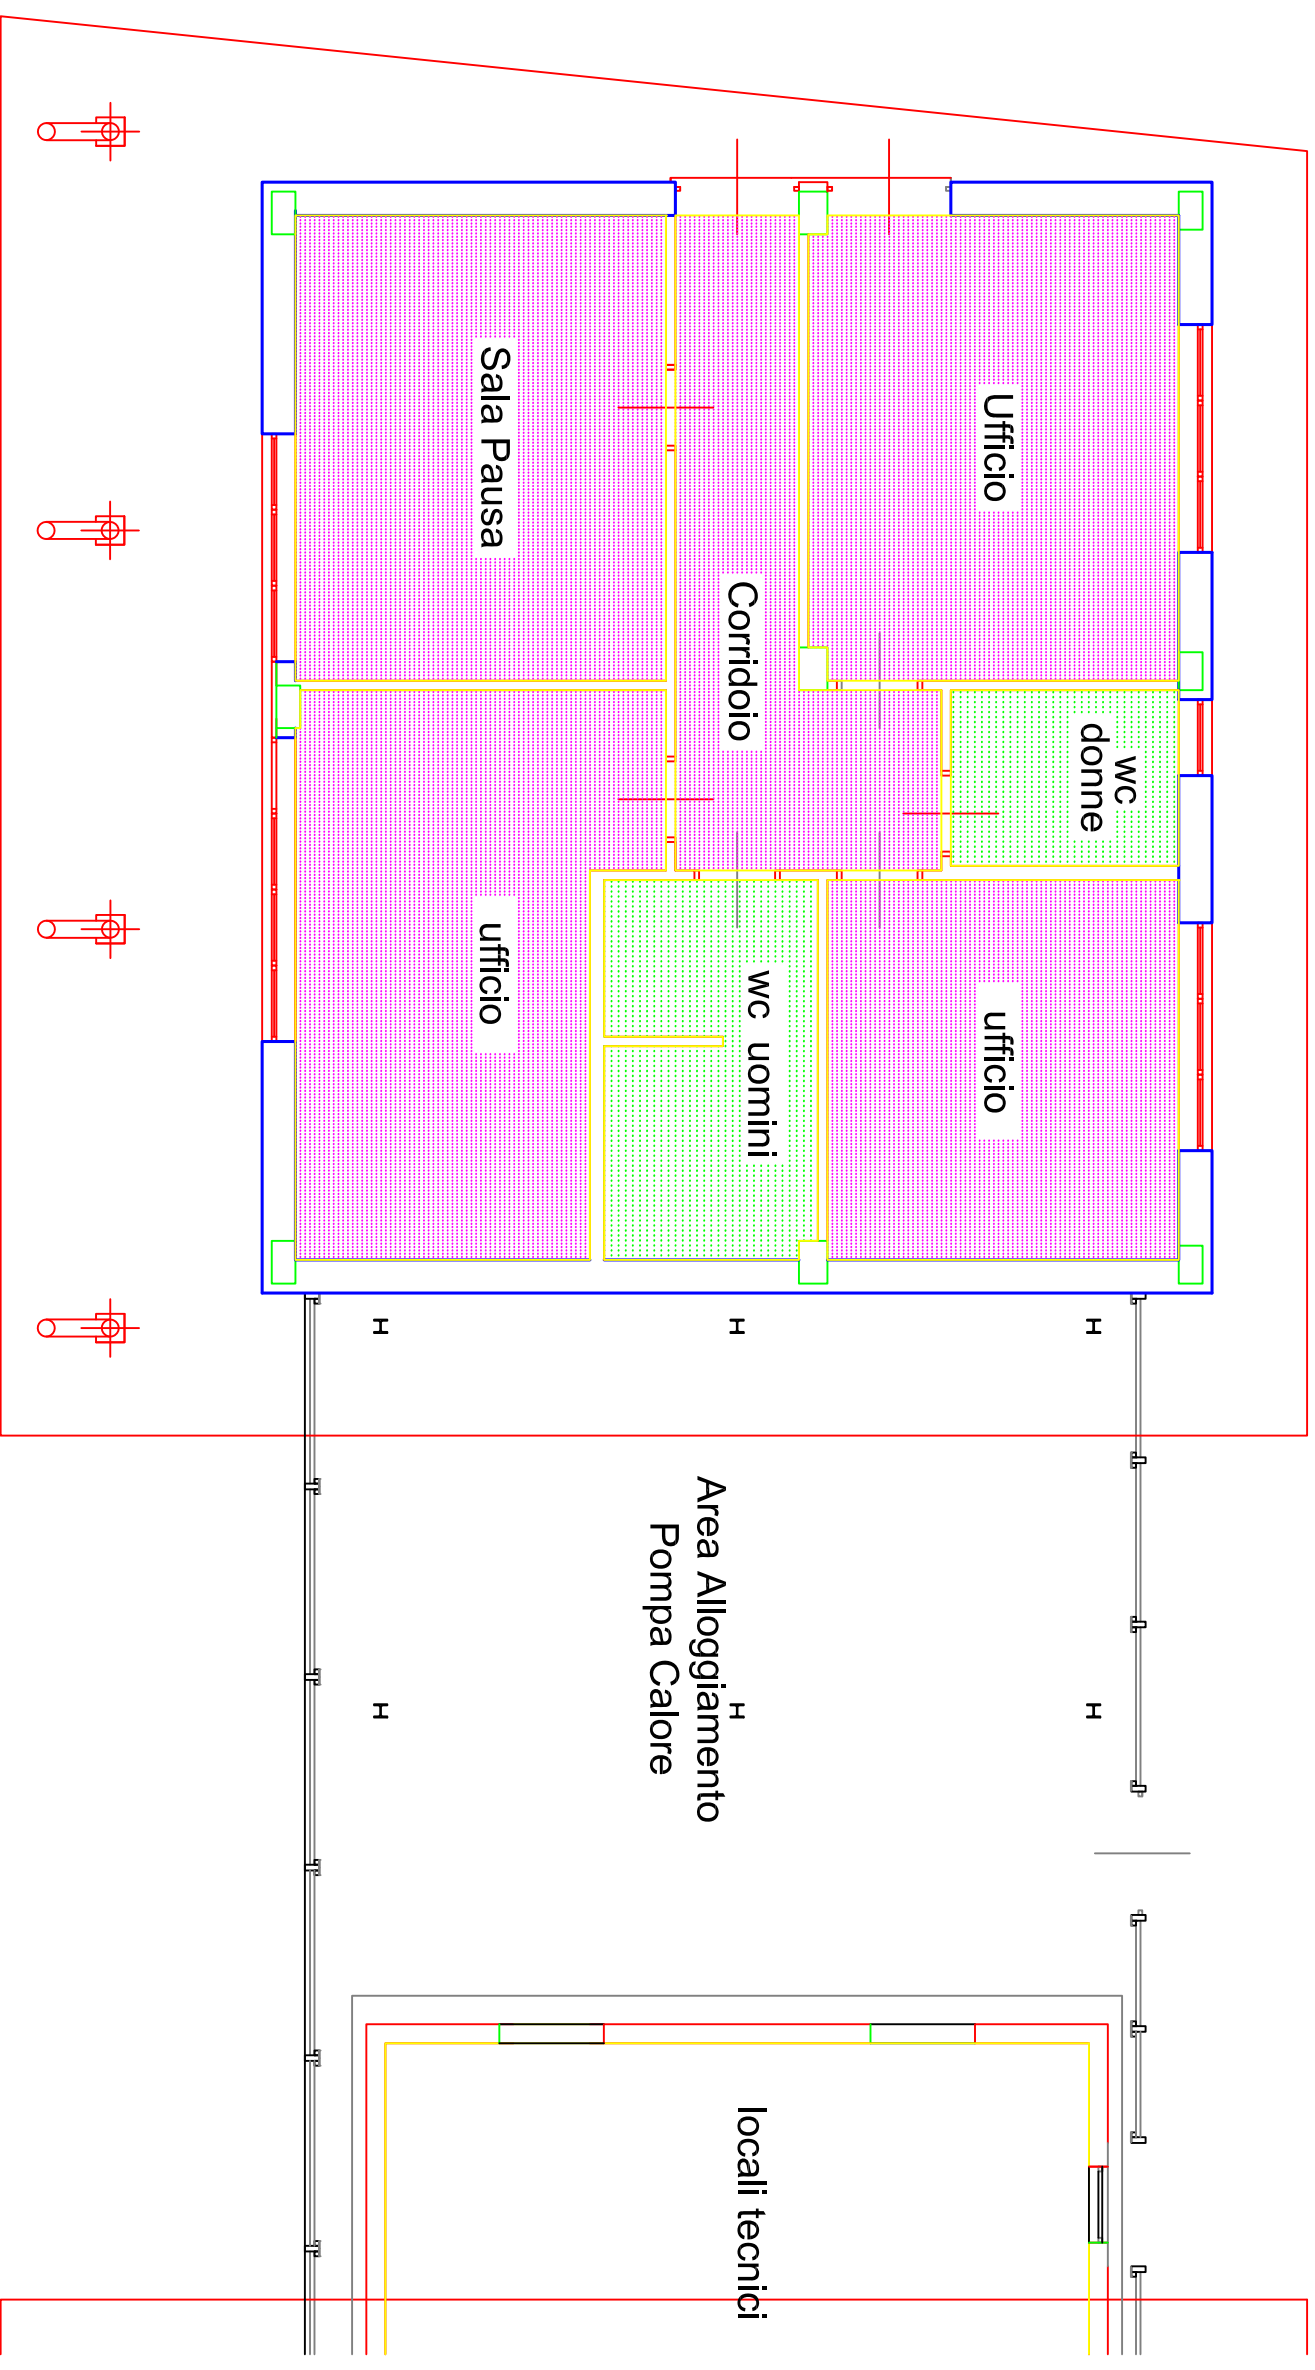 Ufficio
wc
donne
ufficio
Corridoio
wc uomini
Sala Pausa
ufficio
Area Alloggiamento
Pompa Calore
locali tecnici